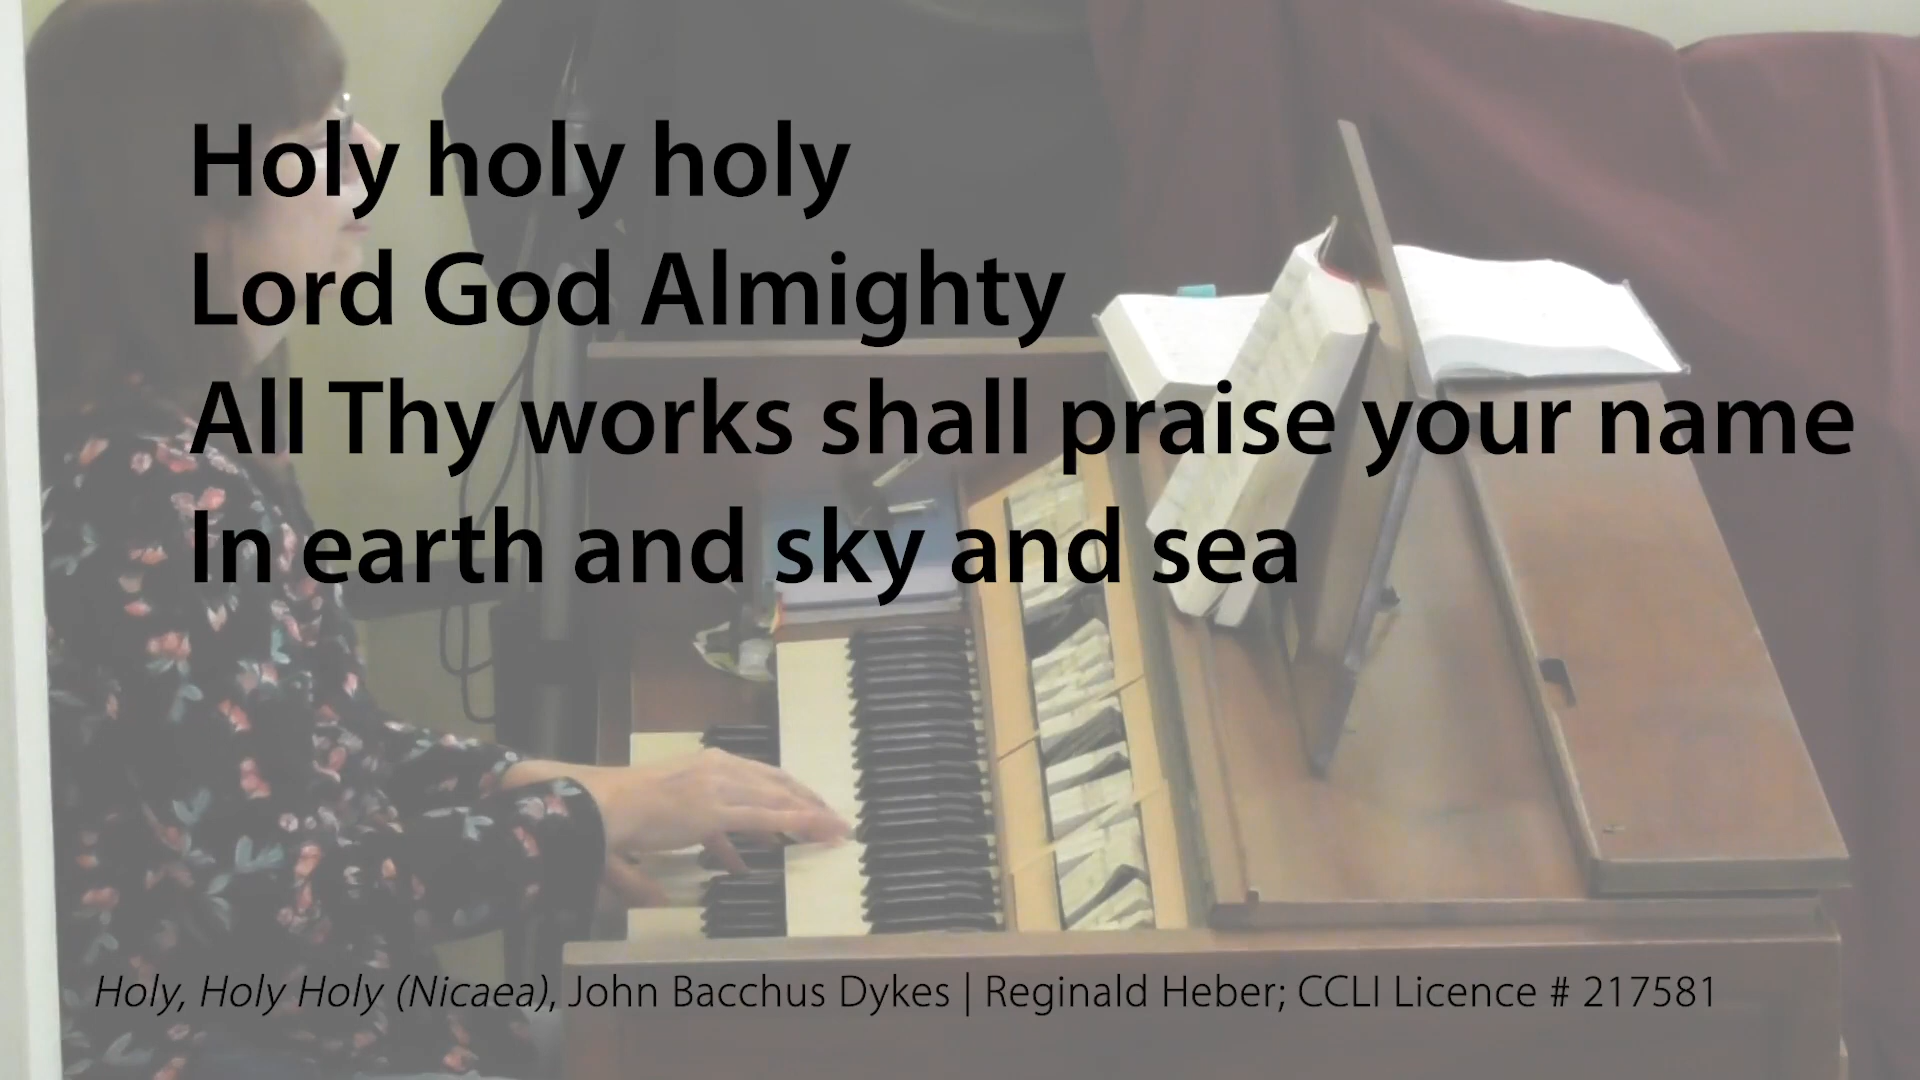 Holy holy holy
Lord God Almighty
All Thy works shall praise your name
In earth and sky and sea
Holy, Holy Holy (Nicaea), John Bacchus Dykes | Reginald Heber; CCLI Licence # 217581